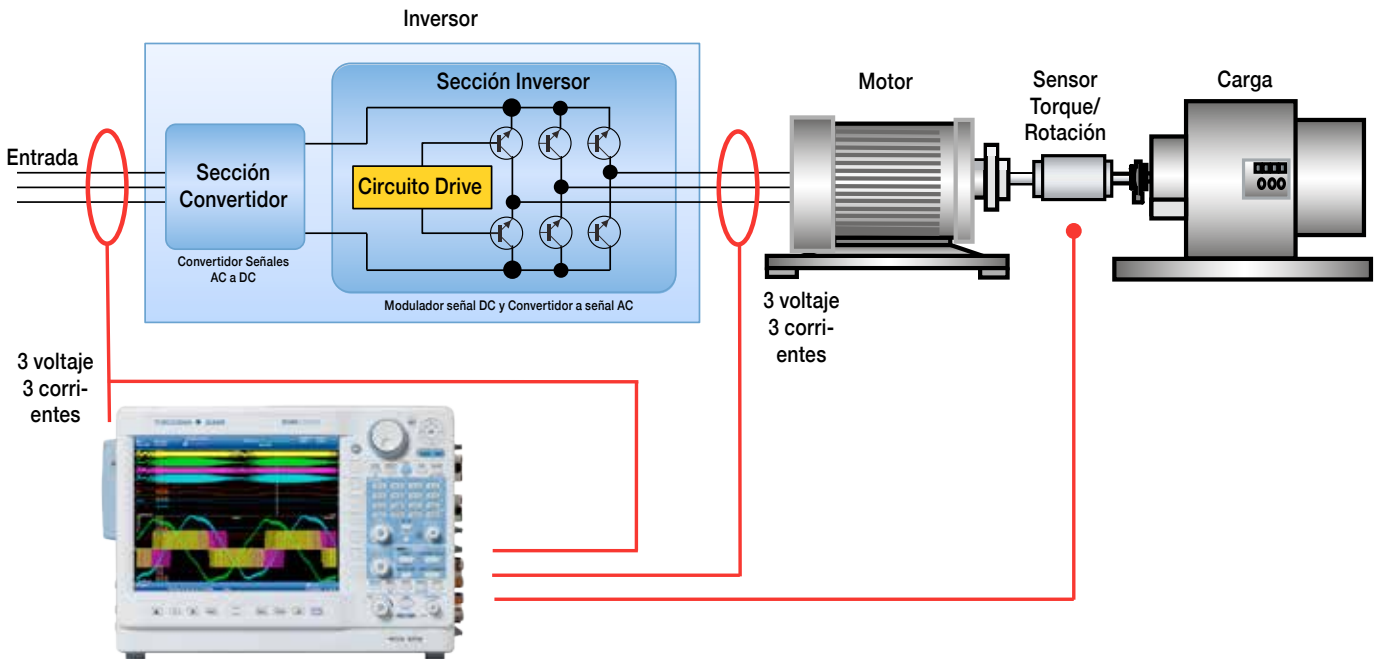 Inversor
Sección Inversor
Motor
Sensor
Torque/
Rotación
Carga
Entrada
Sección
Convertidor
Circuito Drive
Convertidor Señales
AC a DC
Modulador señal DC y Convertidor a señal AC
3 voltaje
3 corri-
entes
3 voltaje
3 corri-
entes
YOKOGAWA